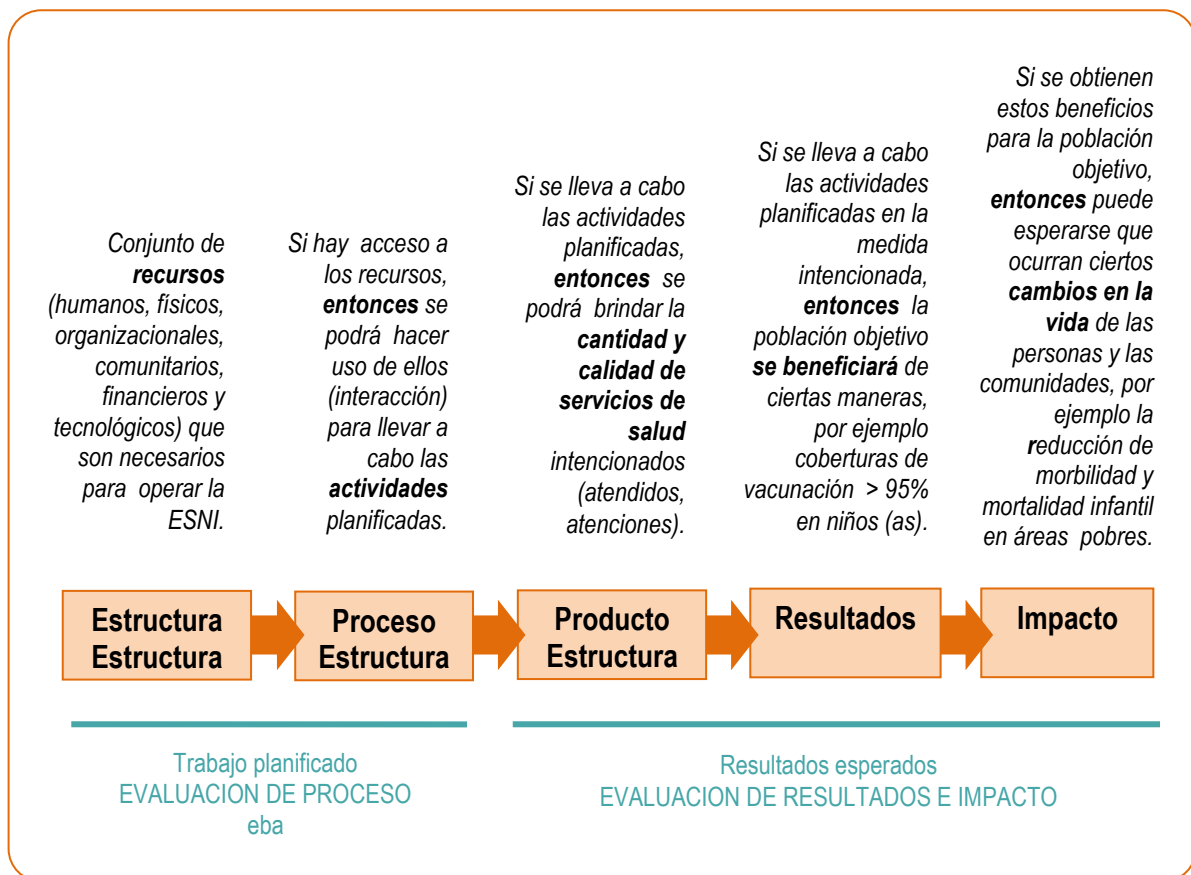 Conjunto de
recursos
(humanos, físicos,
organizacionales,
comunitarios,
financieros y
tecnológicos) que
son necesarios
para operar la
ESNI.
Si hay acceso a
los recursos,
entonces se
podrá hacer
uso de ellos
(interacción)
para llevar a
cabo las
actividades
planificadas.
Si se lleva a cabo
las actividades
planificadas,
entonces se
podrá brindar la
cantidad y
calidad de
servicios de
salud
intencionados
(atendidos,
atenciones).
Si se lleva a cabo
las actividades
planificadas en la
medida
intencionada,
entonces la
población objetivo
se beneficiará de
ciertas maneras,
por ejemplo
coberturas de
vacunación > 95%
en niños (as).
Si se obtienen
estos beneficios
para la población
objetivo,
entonces puede
esperarse que
ocurran ciertos
cambios en la
vida de las
personas y las
comunidades, por
ejemplo la
reducción de
morbilidad y
mortalidad infantil
en áreas pobres.
Estructura
Estructura
Proceso
Estructura
Producto
Estructura
Resultados
Impacto
Trabajo planificado
EVALUACION DE PROCESO
eba
Resultados esperados
EVALUACION DE RESULTADOS E IMPACTO